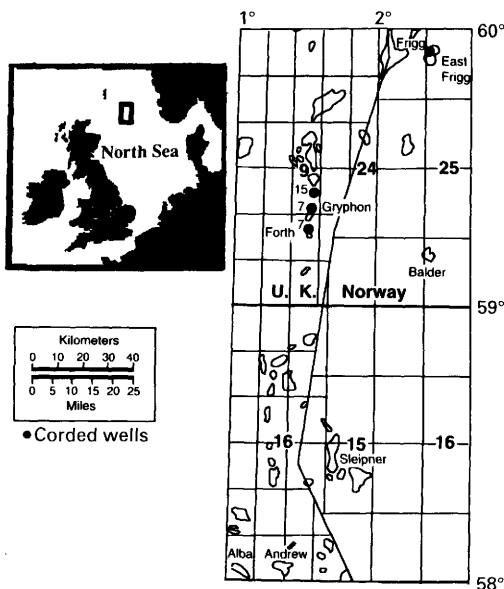 1° 2° 60°
Frigg
East
Frigg
1
North Sea
9 24 25
15
7 Gryphon
7
Forth
Balder
U. K. Norway
59°
Kilometers
0 10 20 30 40
0 5 10 15 20 25
Miles
Corded wells
16 15 16
Sleipner
Alba Andrew
58°